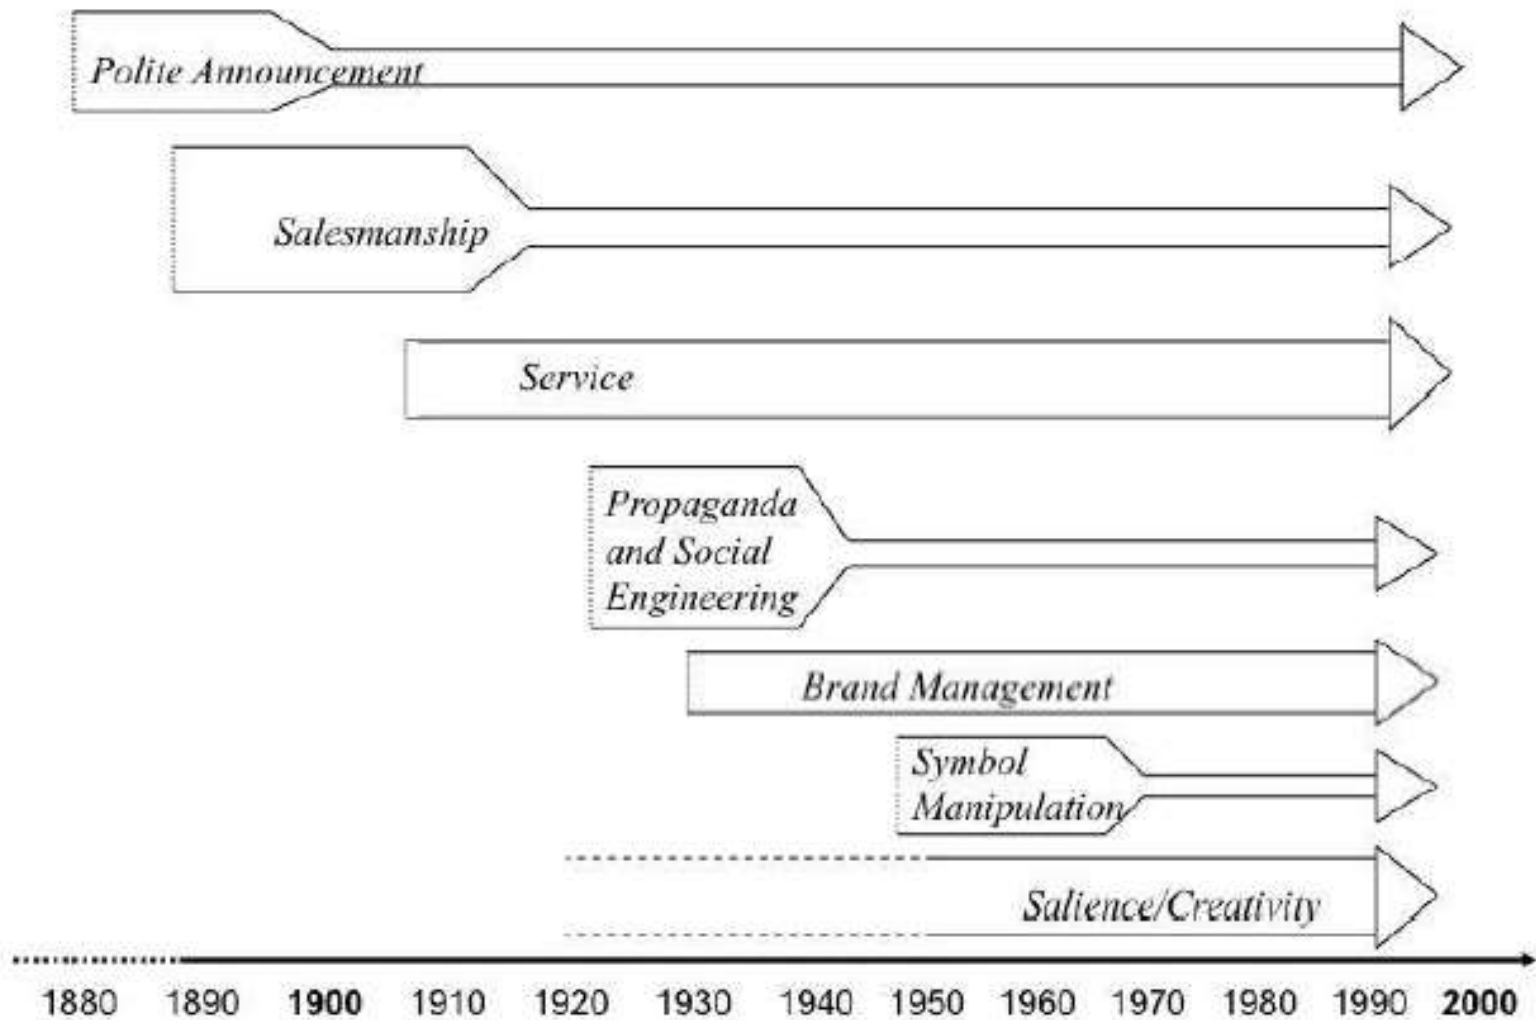 Polite Announcement
Salesmanship
Service
Propaganda
and Social
Engineering
Brand Management
Symbol
Manipulation
Salience/Creativity
1880 1890 1900 1910 1920 1930 1940 1950 1960 1970 1980 1990 2000